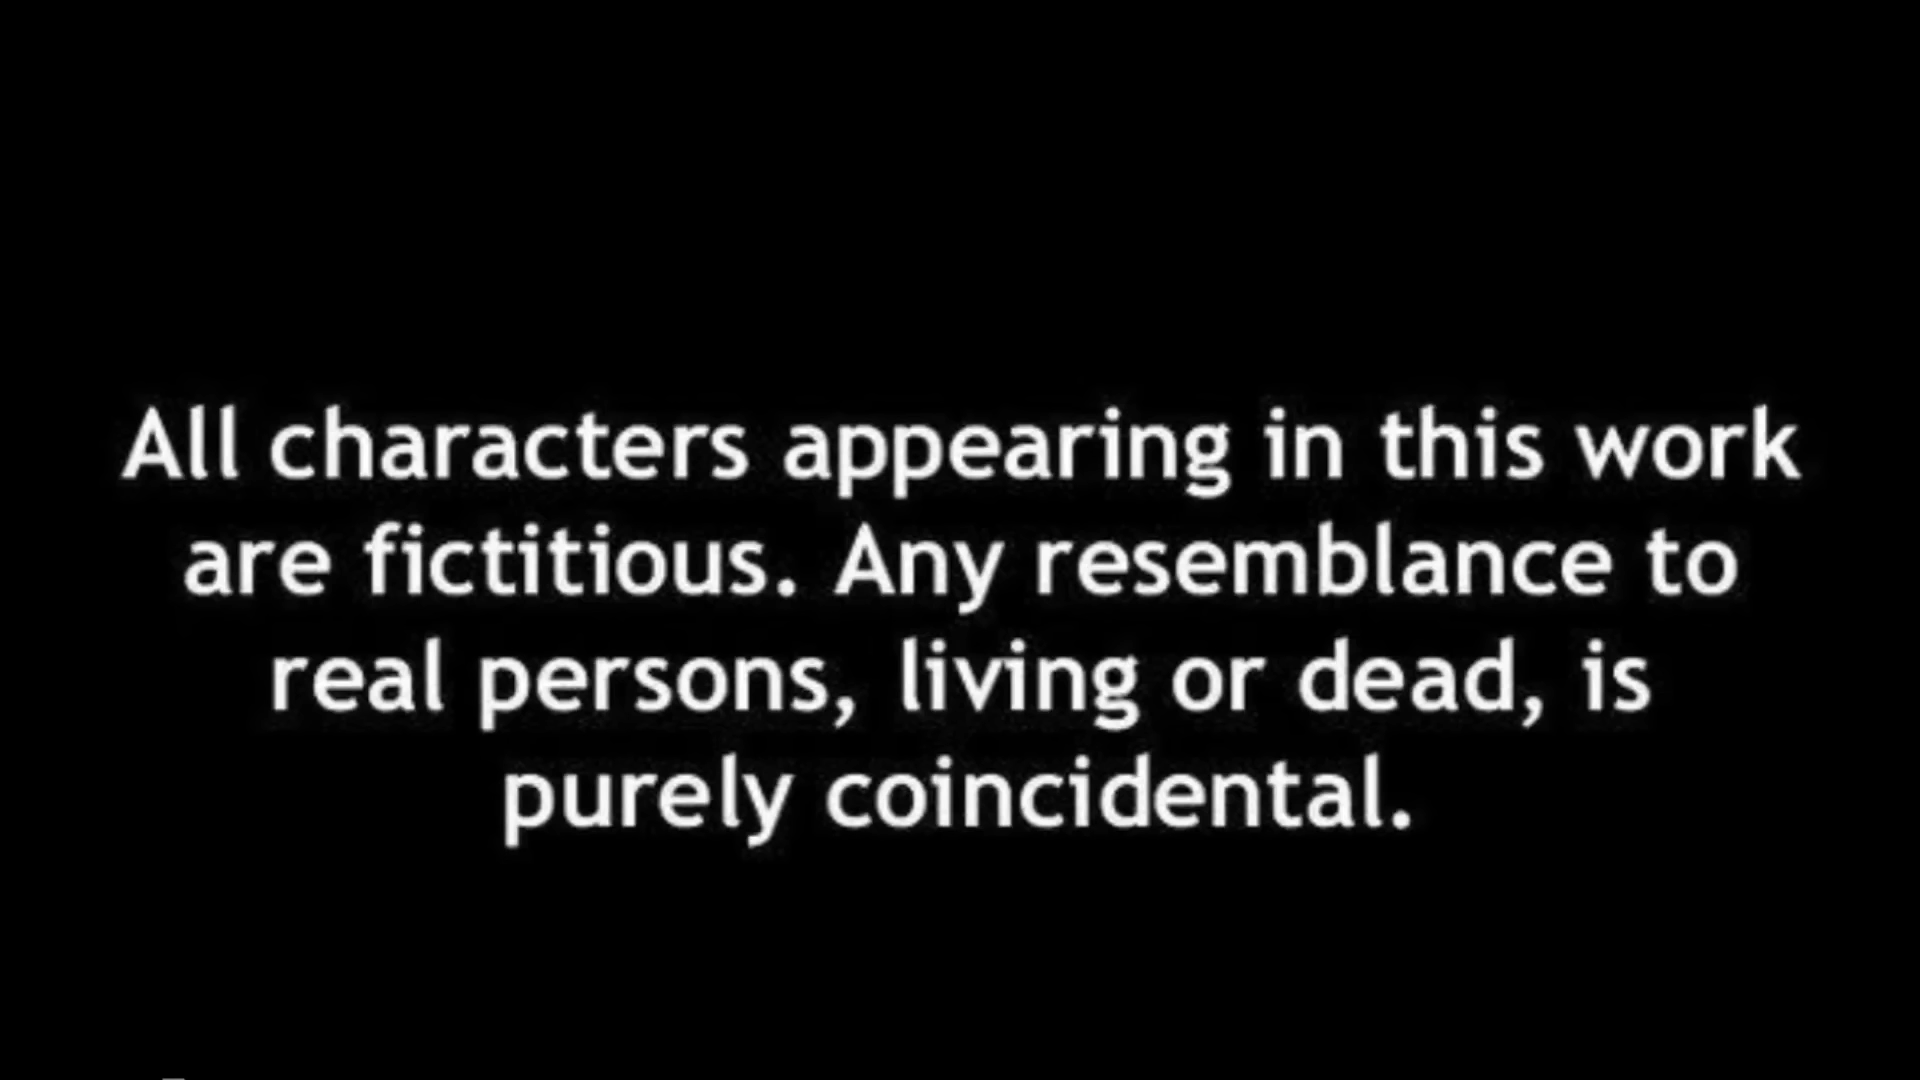 All characters appearing in this work
are fictitious. Any resemblance to
real persons, living or dead, is
purely coincidental.